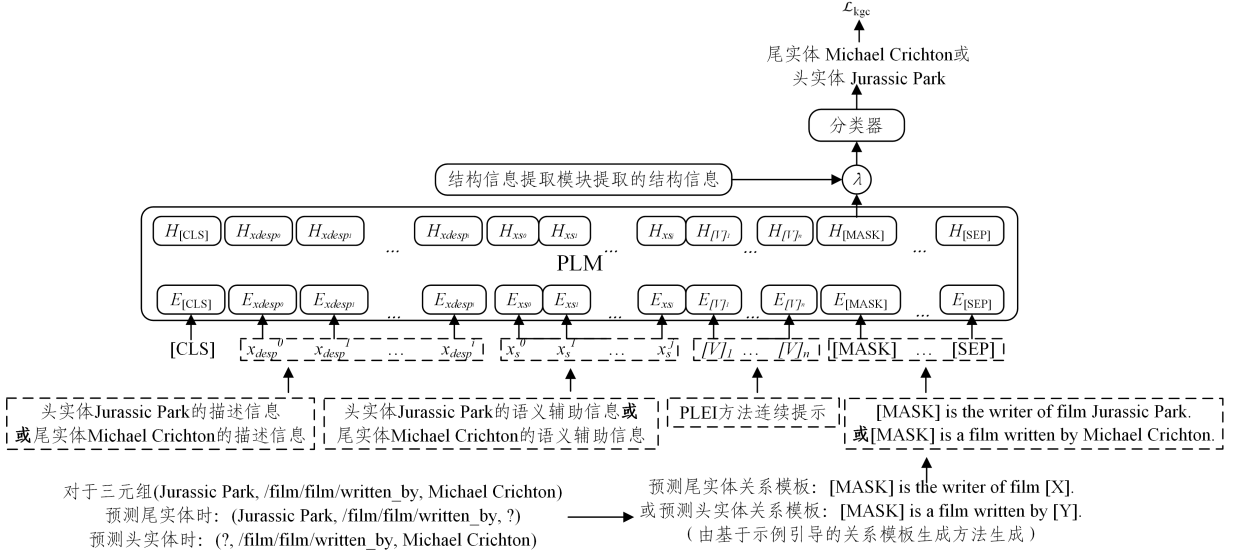 ℒkgc
尾实体 Michael Crichton或
头实体 Jurassic Park
分类器
结构信息提取模块提取的结构信息
λ
H[CLS] Hxdesp0 Hxdesp1 ... Hxdespi Hxs0 Hxs1 ... Hxsj H[V]1 ... H[V]n H[MASK] ... H[SEP]
PLM
E[CLS] Exdesp0 Exdesp1 ... Exdespi Exs0 Exs1 ... Exsj E[V]1 ... E[V]n E[MASK] ... E[SEP]
[CLS] xdesp0 xdesp1 ... xdespi xs0 xs1 ... xsj [V]1 ... [V]n [MASK] ... [SEP]
头实体Jurassic Park的描述信息
或尾实体Michael Crichton的描述信息
头实体Jurassic Park的语义辅助信息或
尾实体Michael Crichton的语义辅助信息
PLEI方法连续提示
[MASK] is the writer of film Jurassic Park.
或[MASK] is a film written by Michael Crichton.
对于三元组(Jurassic Park, /film/film/written_by, Michael Crichton)
预测尾实体时：(Jurassic Park, /film/film/written_by, ?)
预测头实体时：(?, /film/film/written_by, Michael Crichton)
预测尾实体关系模板：[MASK] is the writer of film [X].
或预测头实体关系模板：[MASK] is a film written by [Y].
（由基于示例引导的关系模板生成方法生成）